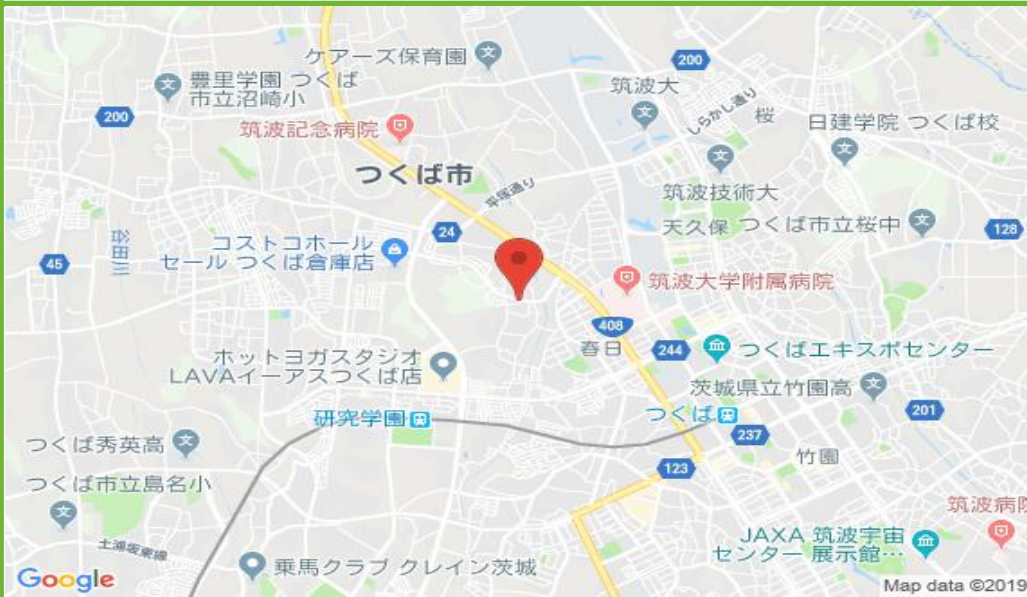 ケアーズ保育園
200
筑波大
豊里学園 つくば
市立沼崎小
200
しらかし通り
桜
日建学院 つくば校
筑波記念病院
つくば市
平塚通り
筑波技術大
天久保
つくば市立桜中
128
谷田川
24
45
コストコホール
セール つくば倉庫店
筑波大学附属病院
408
春日
244
つくばエキスポセンター
ホットヨガスタジオ
LAVAイーアスつくば店
茨城県立竹園高
201
研究学園
つくば
237
つくば秀英高
竹園
123
つくば市立島名小
筑波病院
土浦坂東線
JAXA 筑波宇宙
センター 展示館…
乗馬クラブ クレイン茨城
Google
Map data ©2019